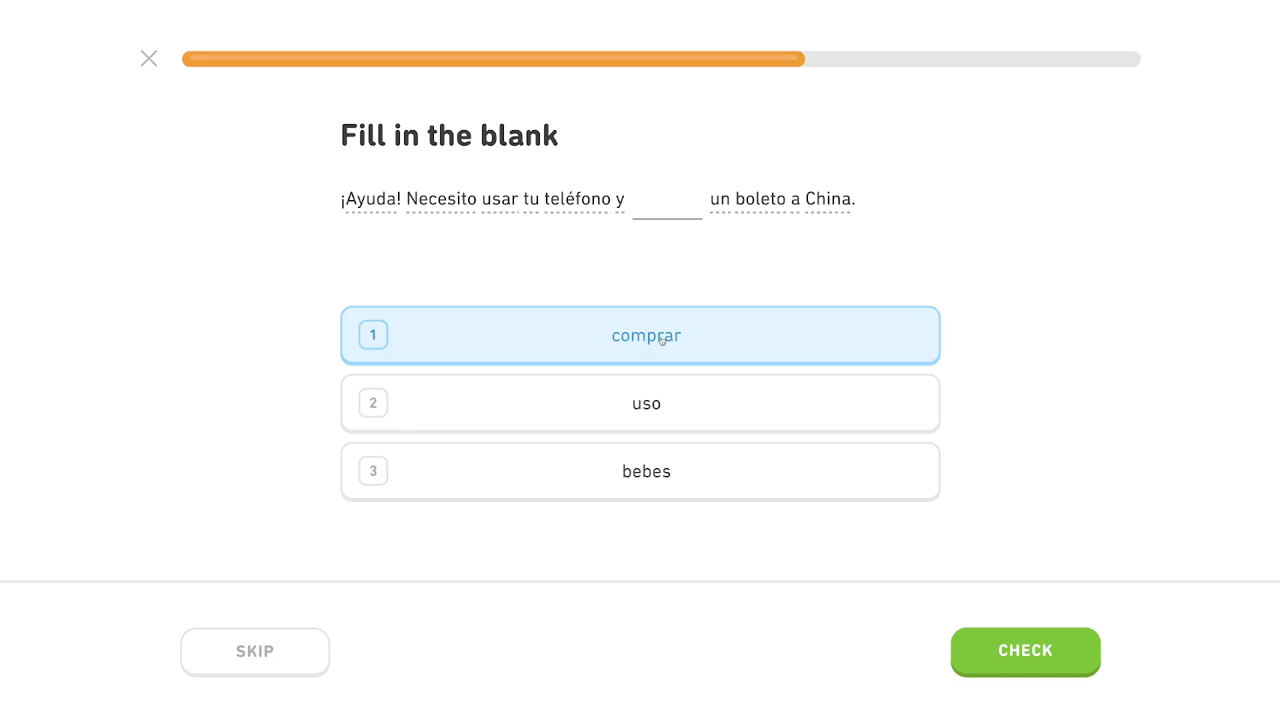 Fill in the blank
¡Ayuda! Necesito usar tu teléfono y ______ un boleto a China.
1 comprar
2 uso
3 bebes
SKIP CHECK